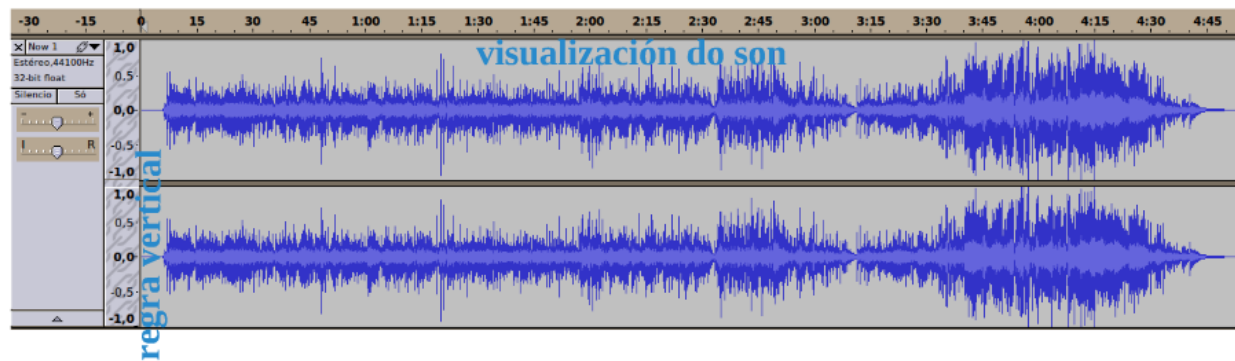 -30 -15 0 15 30 45 1:00 1:15 1:30 1:45 2:00 2:15 2:30 2:45 3:00 3:15 3:30 3:45 4:00 4:15 4:30 4:45
X Now 1
Estéreo,44100Hz
32-bit float
Silencio Só
- +
I R
1,0
0,5
0,0
-0,5
-1,0
1,0
0,5
0,0
-0,5
-1,0
visualización do son
regra vertical